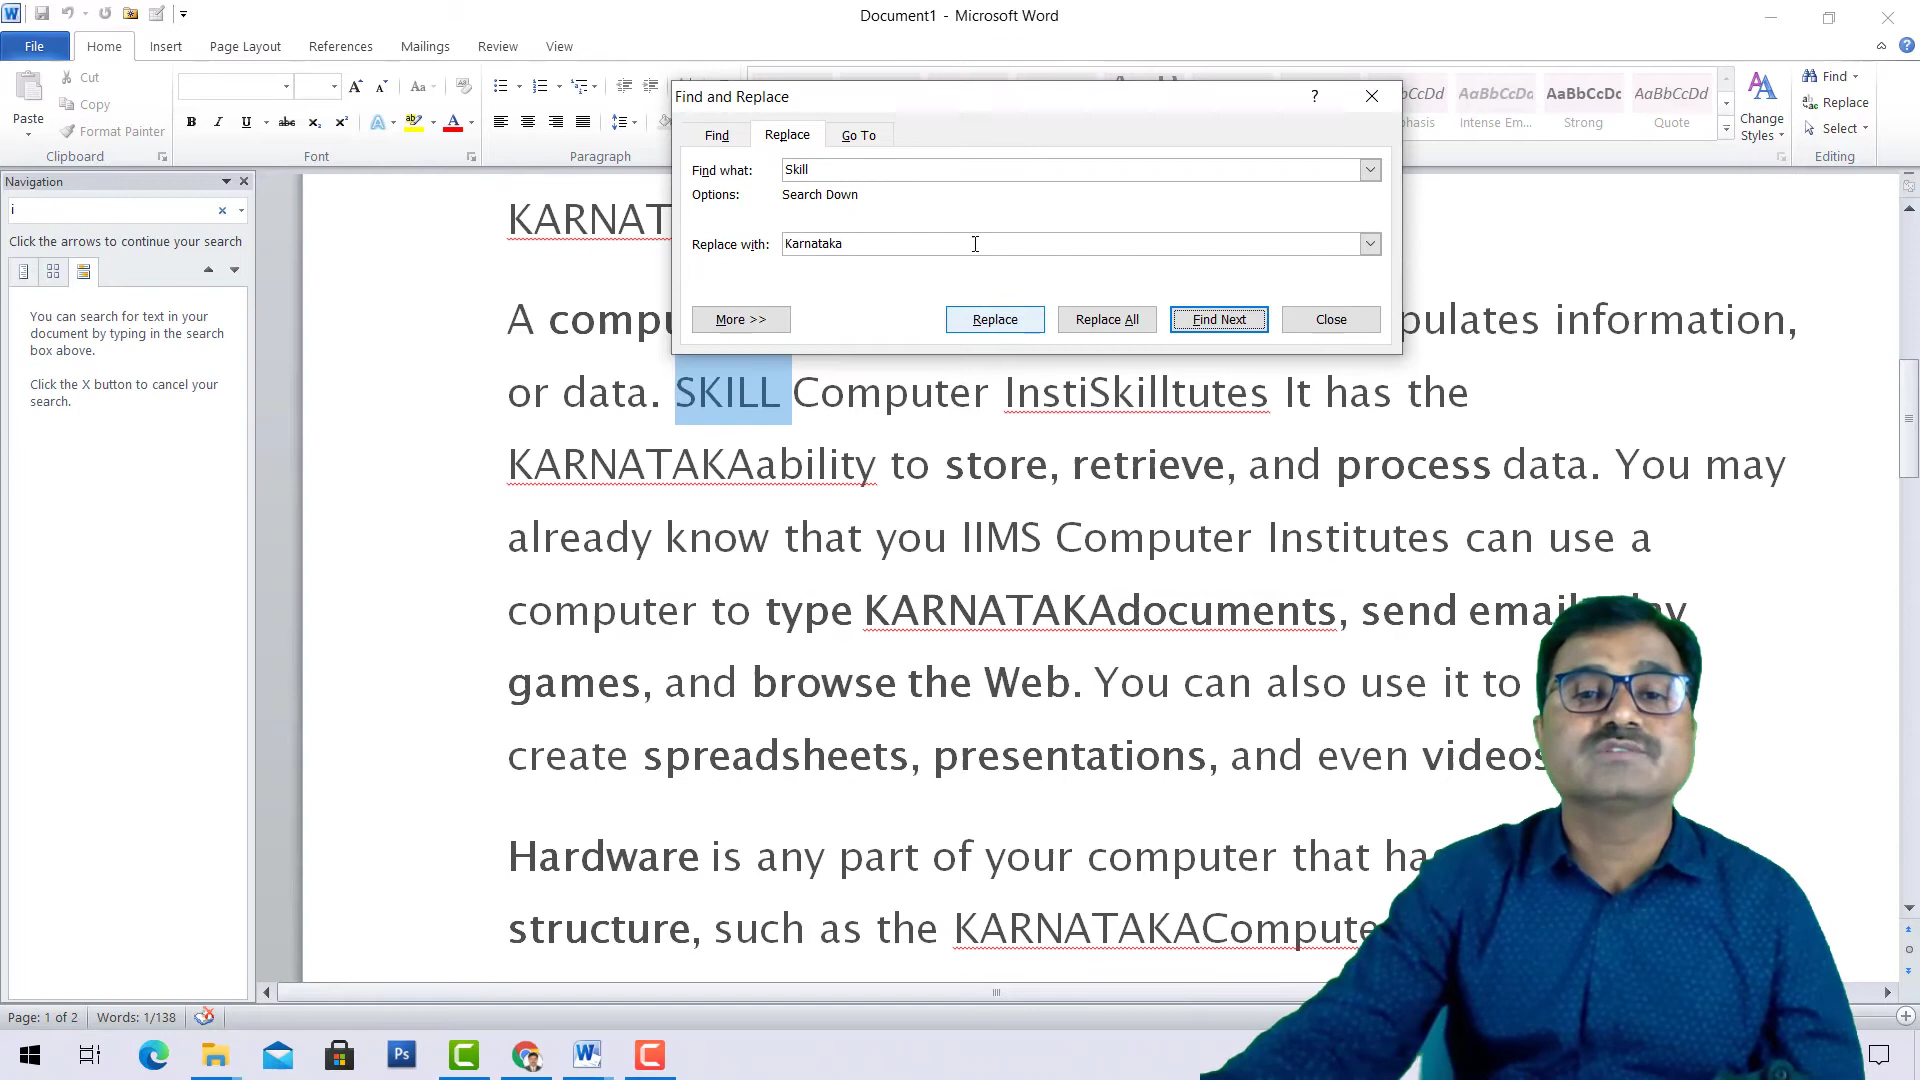 Document1 - Microsoft Word
File Home Insert Page Layout References Mailings Review View
Cut
Copy
Format Painter
Paste
Clipboard Font Paragraph Editing
Intense Em... Strong Quote
Change Styles
Find
Replace
Select
Find and Replace
Find Replace Go To
Find what: Skill
Options: Search Down
Replace with: Karnataka
More >> Replace Replace All Find Next Close
Navigation
i
Click the arrows to continue your search
You can search for text in your
document by typing in the search
box above.
Click the X button to cancel your
search.
KARNAT
A compu pulates information,
or data. SKILL Computer InstiSkilltutes It has the
KARNATAKAability to store, retrieve, and process data. You may
already know that you IIMS Computer Institutes can use a
computer to type KARNATAKAdocuments, send email
games, and browse the Web. You can also use it to
create spreadsheets, presentations, and even videos
Hardware is any part of your computer that ha
structure, such as the KARNATAKACompute
Page: 1 of 2 Words: 1/138